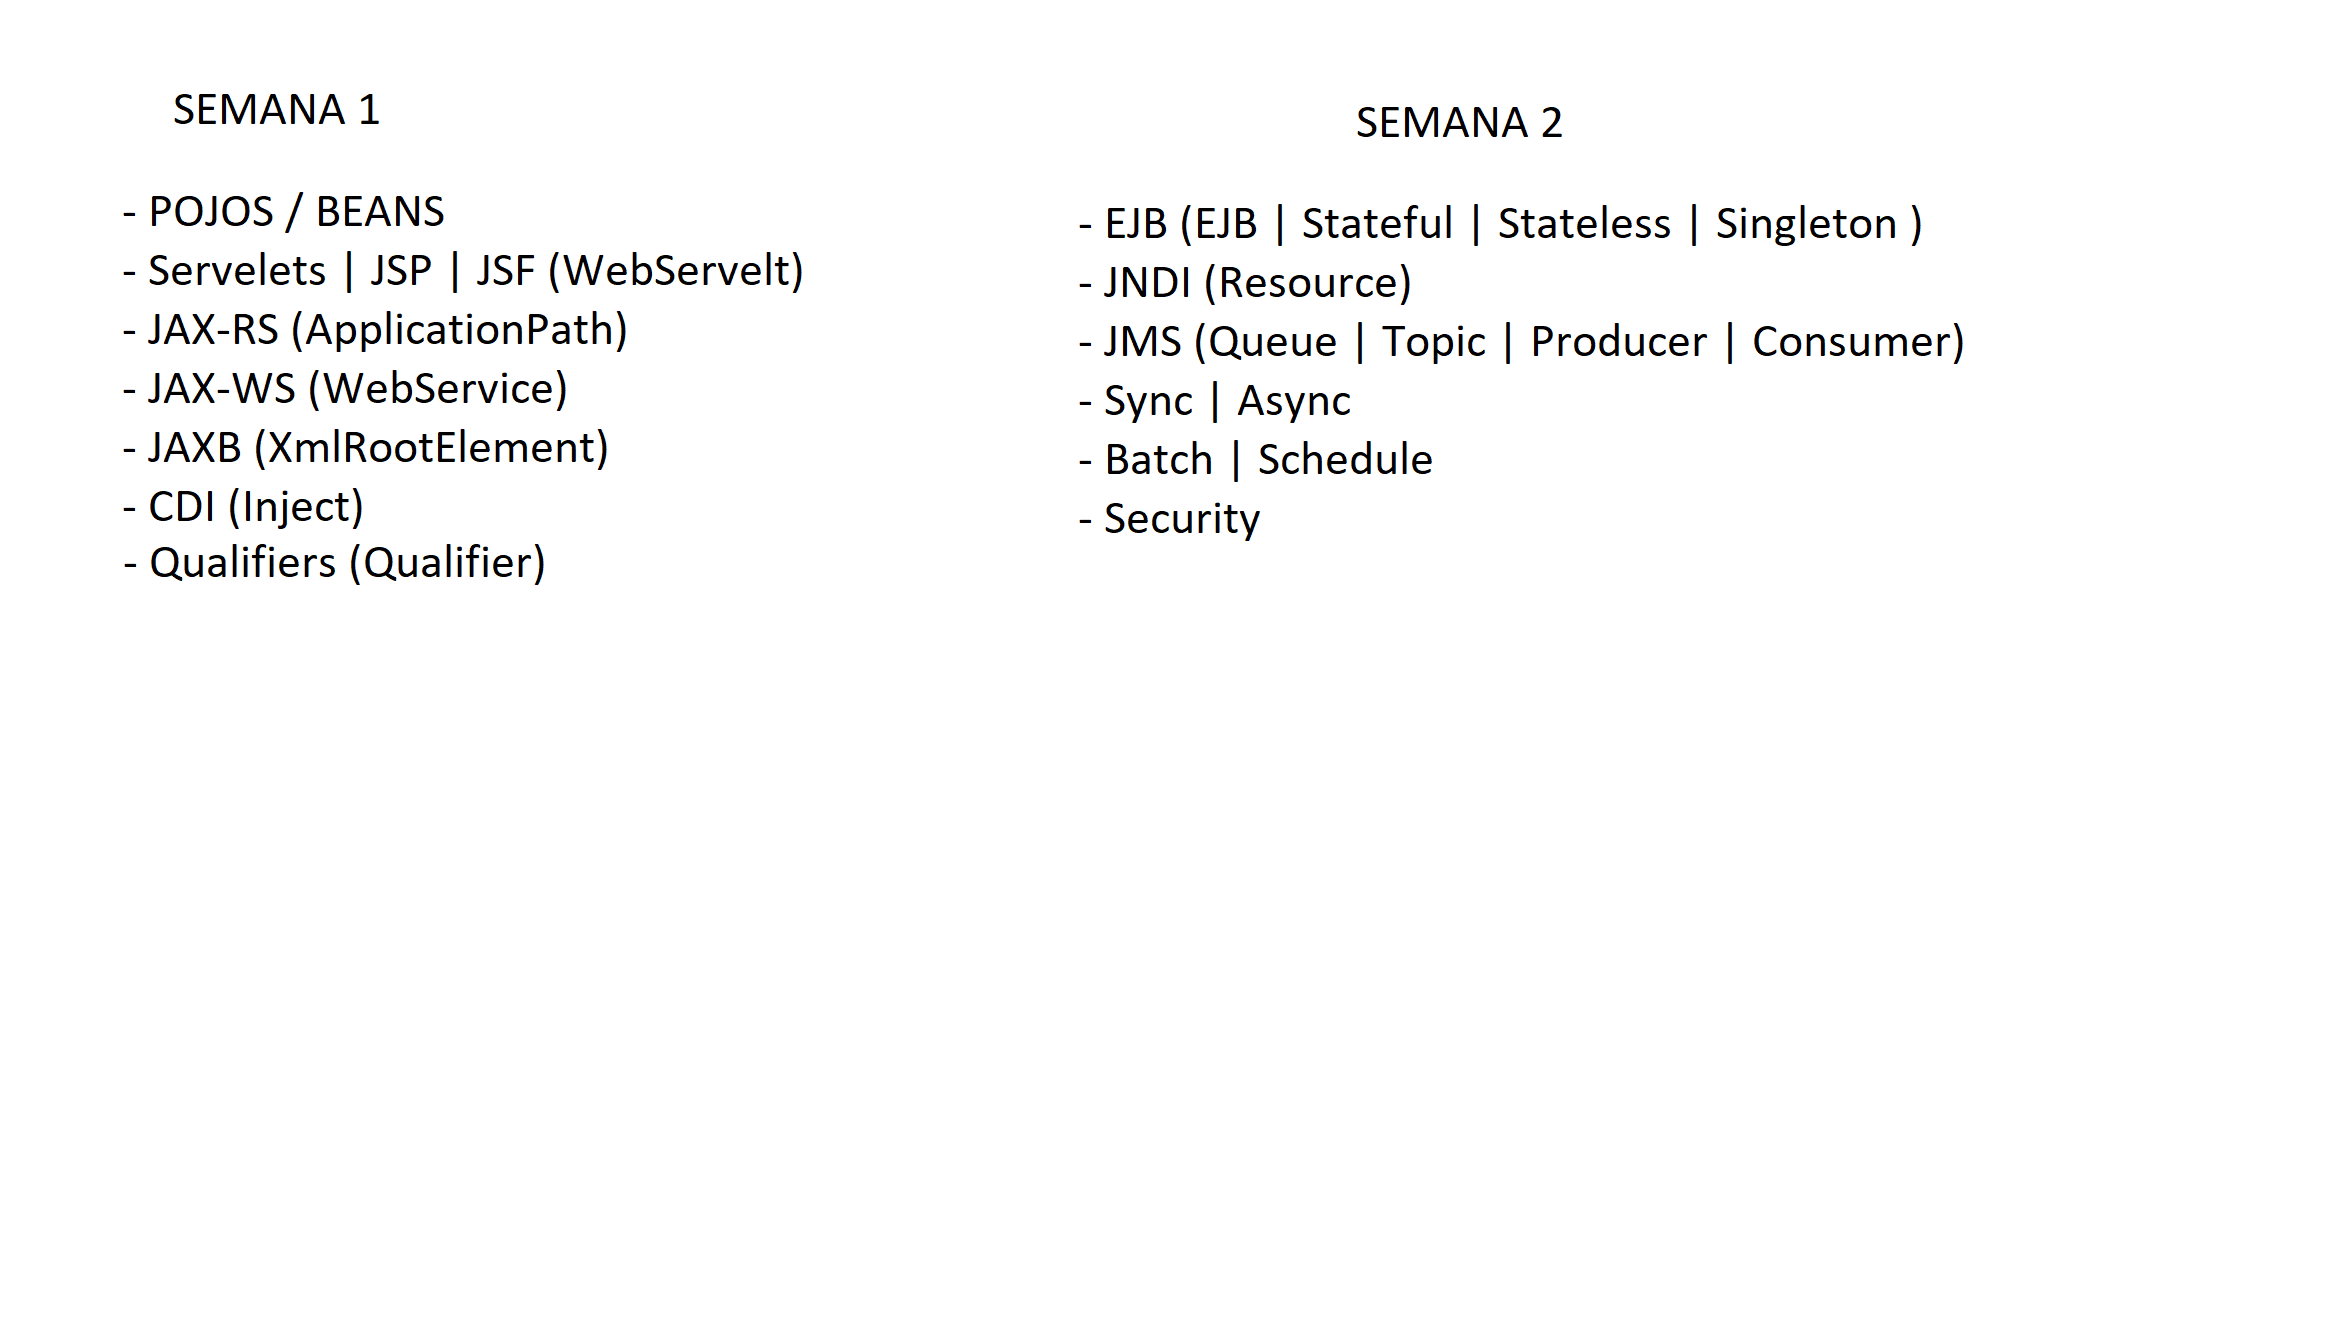 SEMANA 1
- POJOS / BEANS
- Servelets | JSP | JSF (WebServelt)
- JAX-RS (ApplicationPath)
- JAX-WS (WebService)
- JAXB (XmlRootElement)
- CDI (Inject)
- Qualifiers (Qualifier)
SEMANA 2
- EJB (EJB | Stateful | Stateless | Singleton )
- JNDI (Resource)
- JMS (Queue | Topic | Producer | Consumer)
- Sync | Async
- Batch | Schedule
- Security